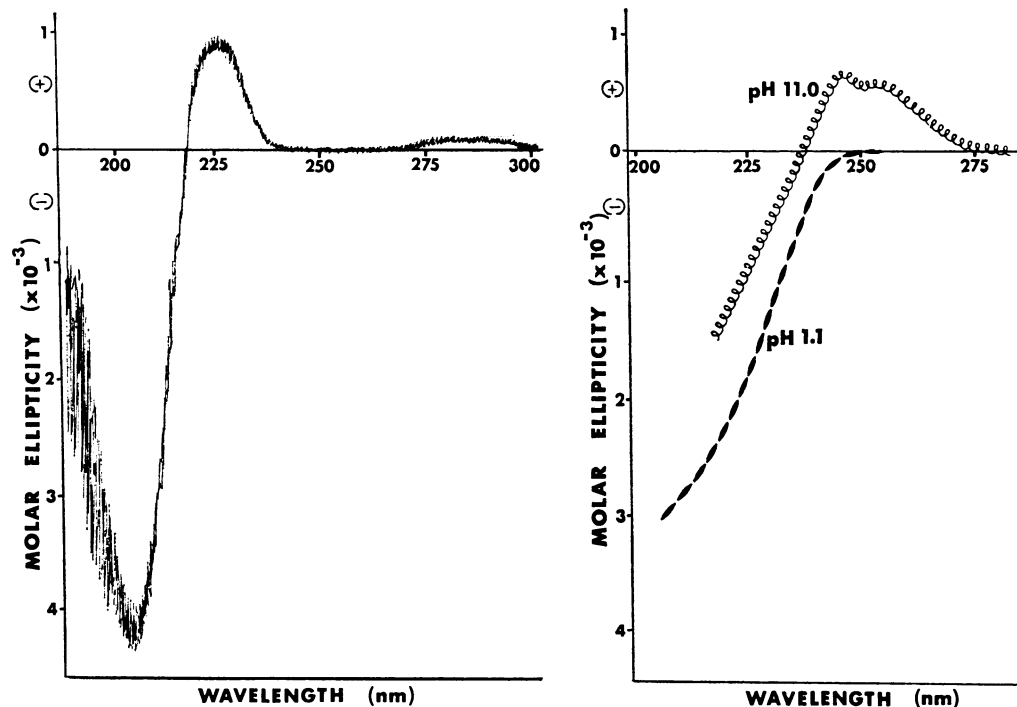 1
(+)
0
(-)
1
2
3
4
MOLAR ELLIPTICITY (x10⁻³)
200 225 250 275 300
WAVELENGTH (nm)
1
(+)
0
(-)
1
2
3
4
MOLAR ELLIPTICITY (x10⁻³)
pH 11.0
200 225 250 275
pH 1.1
WAVELENGTH (nm)